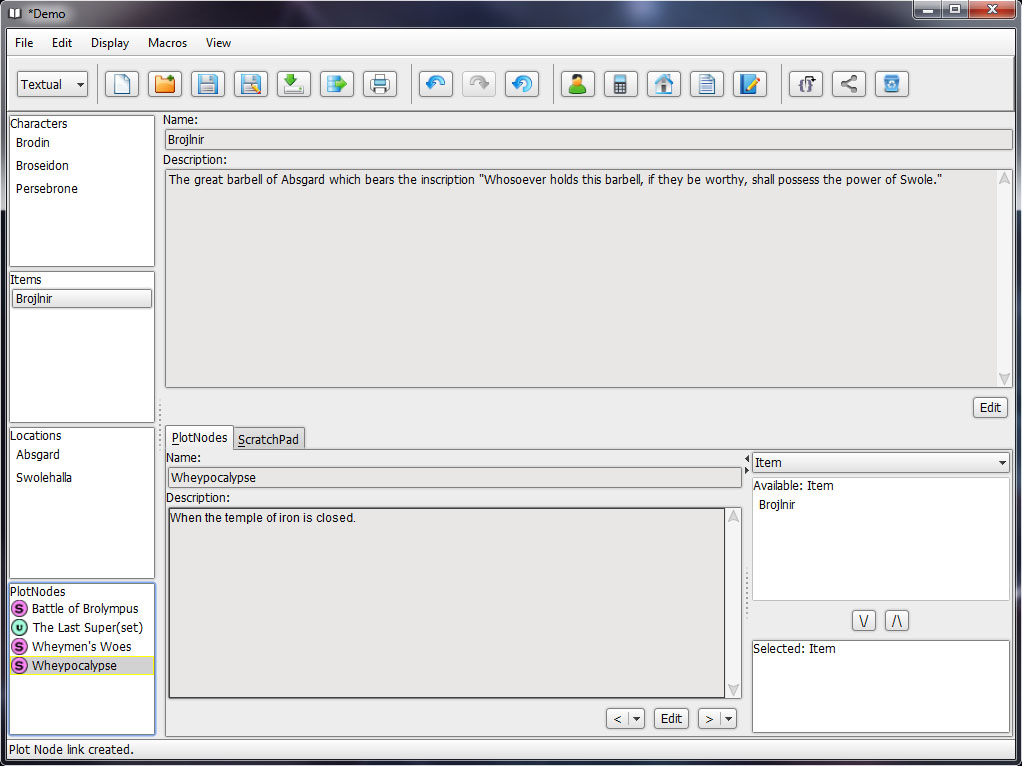 *Demo
File Edit Display Macros View
Textual
Characters
Brodin
Broseidon
Persebrone
Items
Brojlnir
Locations
Absgard
Swolehalla
PlotNodes
S Battle of Brolympus
U The Last Super(set)
S Wheymen's Woes
S Wheypocalypse
Name:
Brojlnir
Description:
The great barbell of Absgard which bears the inscription "Whosoever holds this barbell, if they be worthy, shall possess the power of Swole."
Edit
PlotNodes ScratchPad
Name:
Wheypocalypse
Description:
When the temple of iron is closed.
< Edit >
Item
Available: Item
Brojlnir
\/ /\
Selected: Item
Plot Node link created.